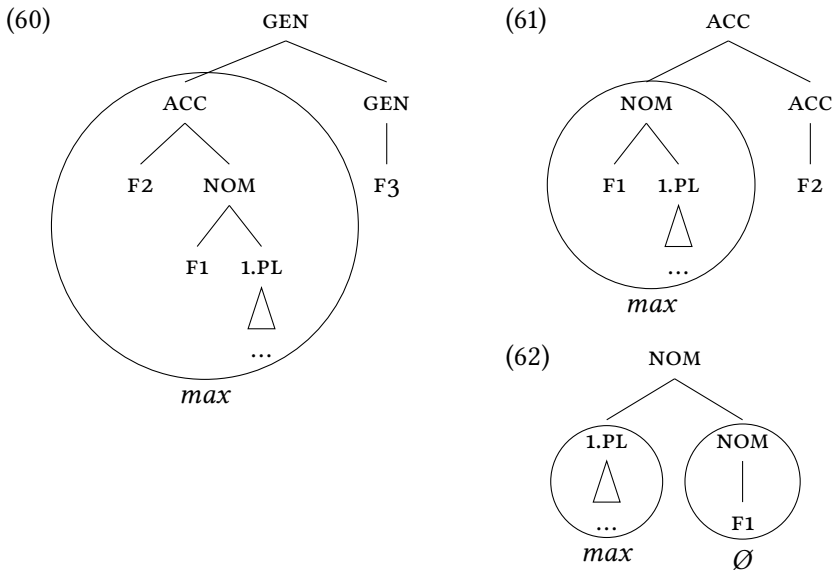 (60)
GEN
ACC GEN
F2 NOM F3
F1 1.PL
...
max
(61)
ACC
NOM ACC
F1 1.PL F2
...
max
(62)
NOM
1.PL NOM
... F1
max Ø